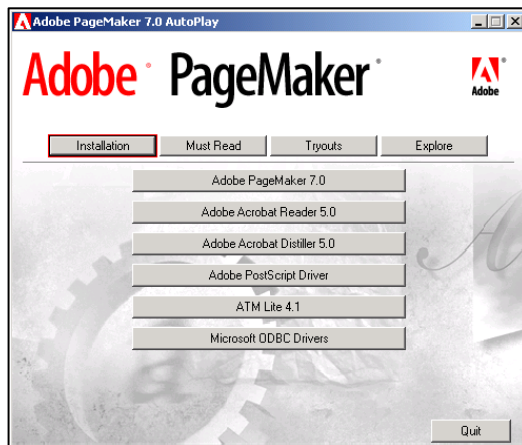 Adobe PageMaker 7.0 AutoPlay
Adobe® PageMaker®
Adobe
Installation Must Read Tryouts Explore
Adobe PageMaker 7.0
Adobe Acrobat Reader 5.0
Adobe Acrobat Distiller 5.0
Adobe PostScript Driver
ATM Lite 4.1
Microsoft ODBC Drivers
Quit